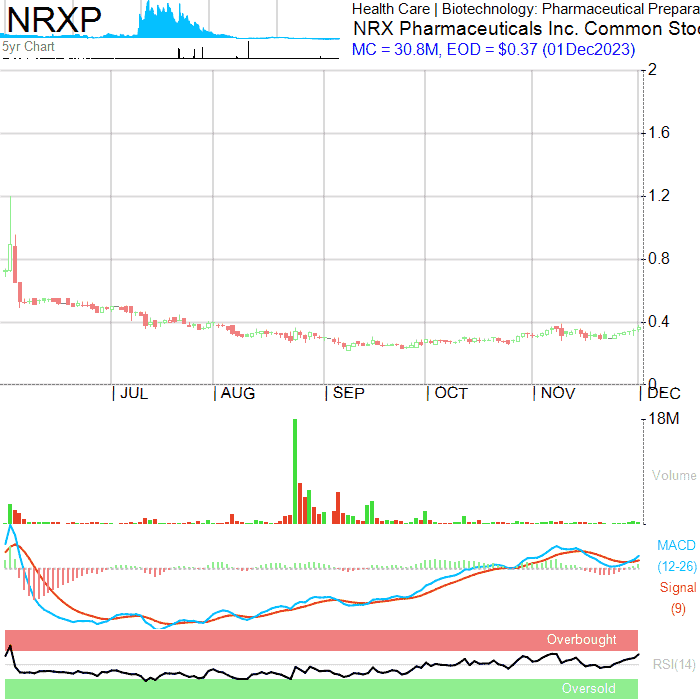 NRXP
5yr Chart
Health Care | Biotechnology: Pharmaceutical Prepara
NRX Pharmaceuticals Inc. Common Stoc
MC = 30.8M, EOD = $0.37 (01Dec2023)
2
1.6
1.2
0.8
0.4
0
| JUL | AUG | SEP | OCT | NOV | DEC
18M
Volume
MACD
(12-26)
Signal
(9)
Overbought
RSI(14)
Oversold